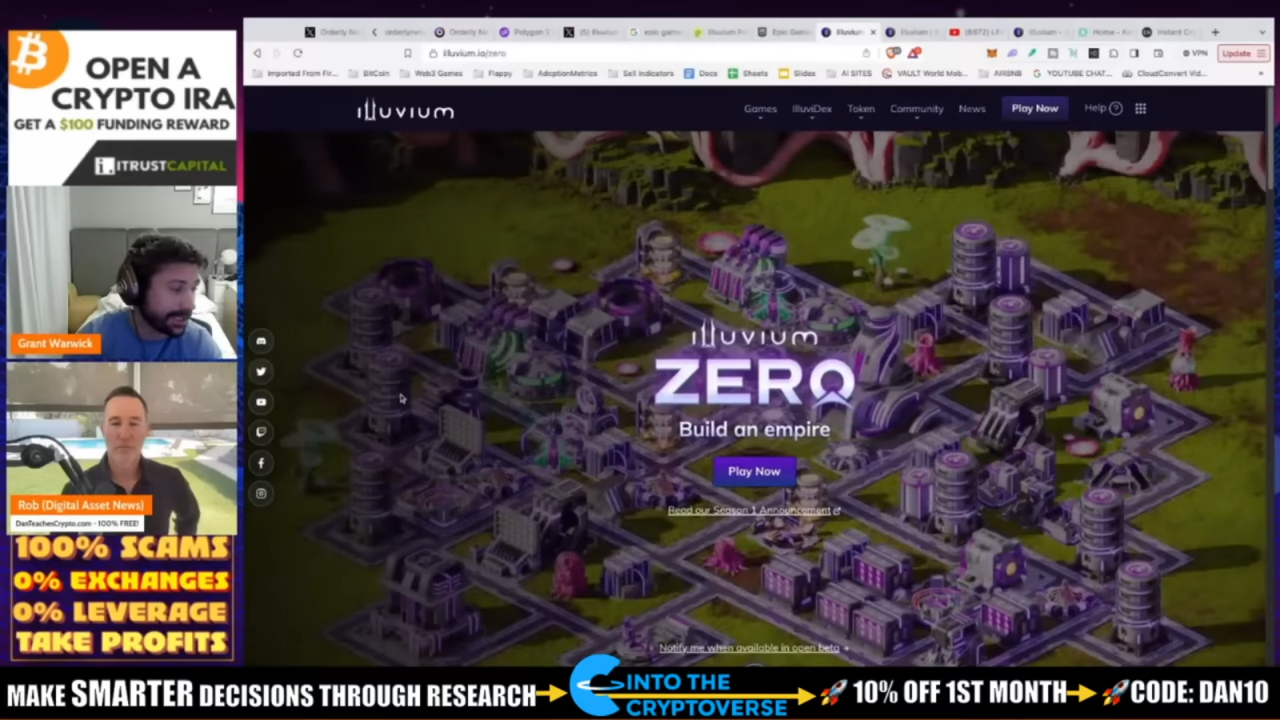 OPEN A
CRYPTO IRA
GET A $100 FUNDING REWARD
ITRUSTCAPITAL
Grant Warwick
Rob (Digital Asset News)
DanTeachesCrypto.com - 100% FREE!
100% SCAMS
0% EXCHANGES
0% LEVERAGE
TAKE PROFITS
illuvium.io/zero
VPN
Update
Imported From Fir...
BitCoin
Web3 Games
Flappy
AdoptionMetrics
Sell Indicators
Docs
Sheets
Slides
AI SITES
VAULT World Mob...
AIRBNB
YOUTUBE CHAT...
CloudConvert Vid...
ILLUVIUM
Games
IlluviDex
Token
Community
News
Play Now
Help
ILLUVIUM
ZERO
Build an empire
Play Now
Read our Season 1 Announcement
Notify me when available in open beta
MAKE SMARTER DECISIONS THROUGH RESEARCH
INTO THE
CRYPTOVERSE
10% OFF 1ST MONTH
CODE: DAN10